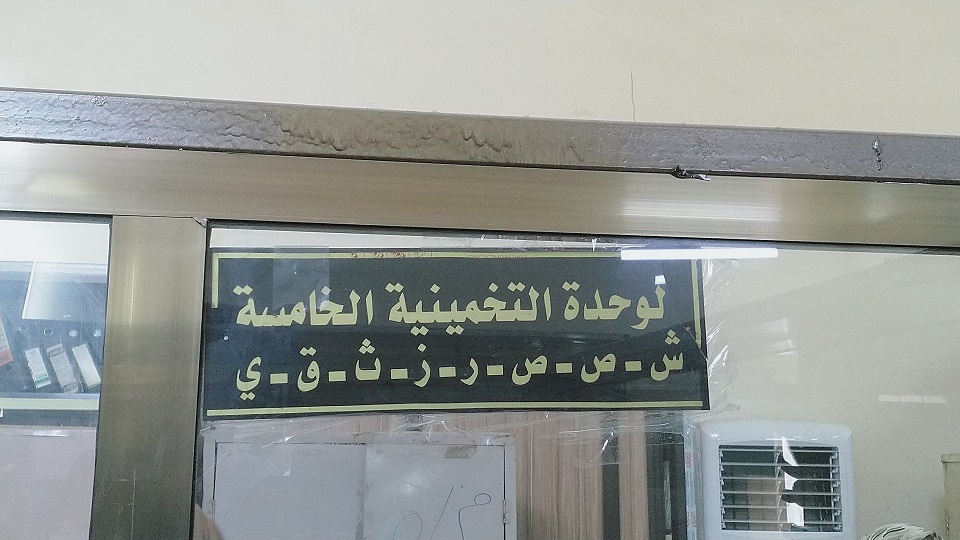 لوحدة التخمينية الخامسة
ش - ص - ص - ر - ز - ث - ق - ي